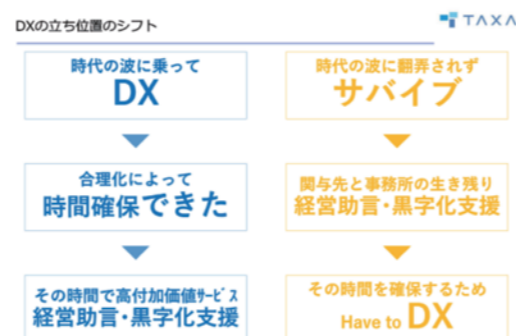 DXの立ち位置のシフト
TAXA
時代の波に乗って
DX
合理化によって
時間確保できた
その時間で高付加価値ｻｰﾋﾞｽ
経営助言・黒字化支援
時代の波に翻弄されず
サバイブ
関与先と事務所の生き残り
経営助言・黒字化支援
その時間を確保するため
Have to DX